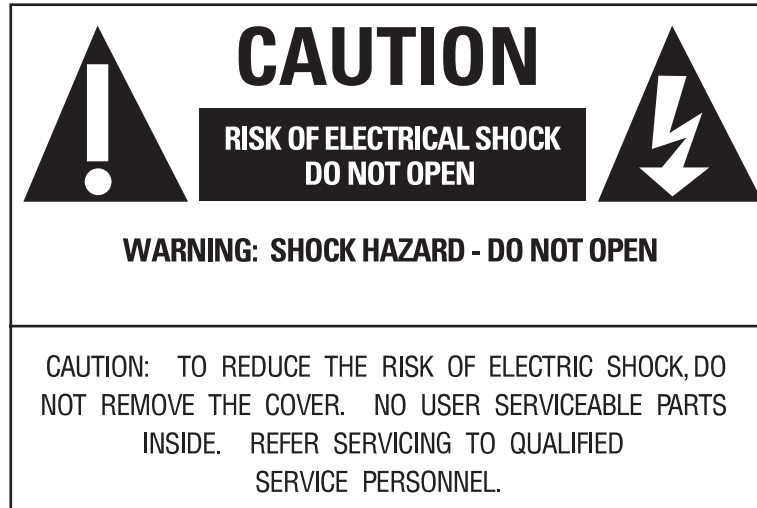 CAUTION
RISK OF ELECTRICAL SHOCK
DO NOT OPEN
WARNING: SHOCK HAZARD - DO NOT OPEN
CAUTION: TO REDUCE THE RISK OF ELECTRIC SHOCK, DO
NOT REMOVE THE COVER. NO USER SERVICEABLE PARTS
INSIDE. REFER SERVICING TO QUALIFIED
SERVICE PERSONNEL.